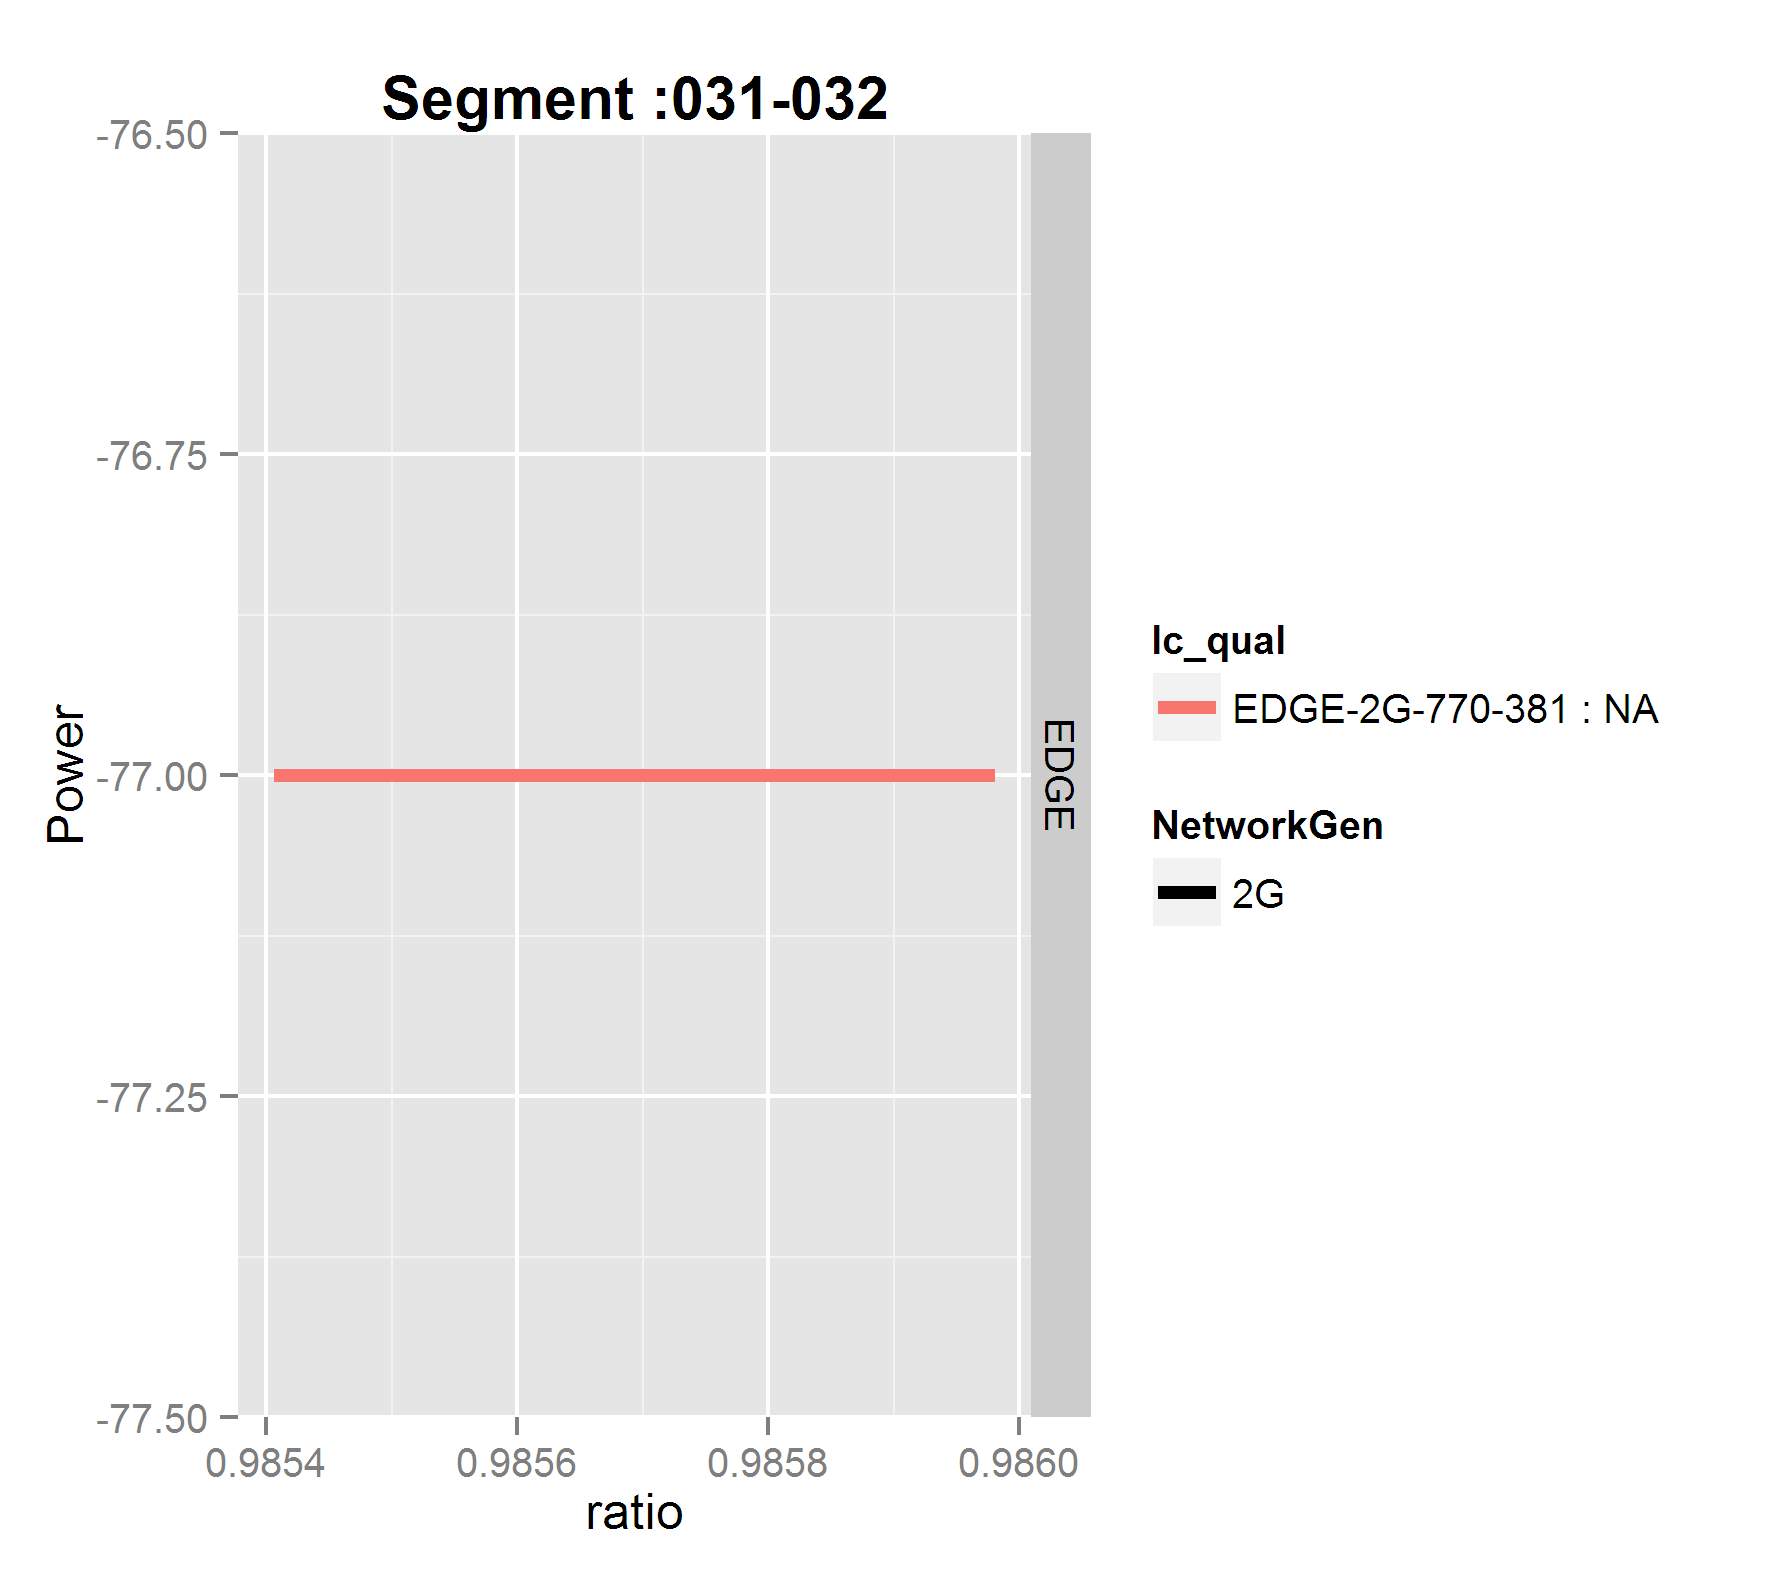 Segment :031-032
-76.50
-76.75
-77.00
-77.25
-77.50
Power
EDGE
0.9854 0.9856 0.9858 0.9860
ratio
lc_qual
EDGE-2G-770-381 : NA
NetworkGen
2G